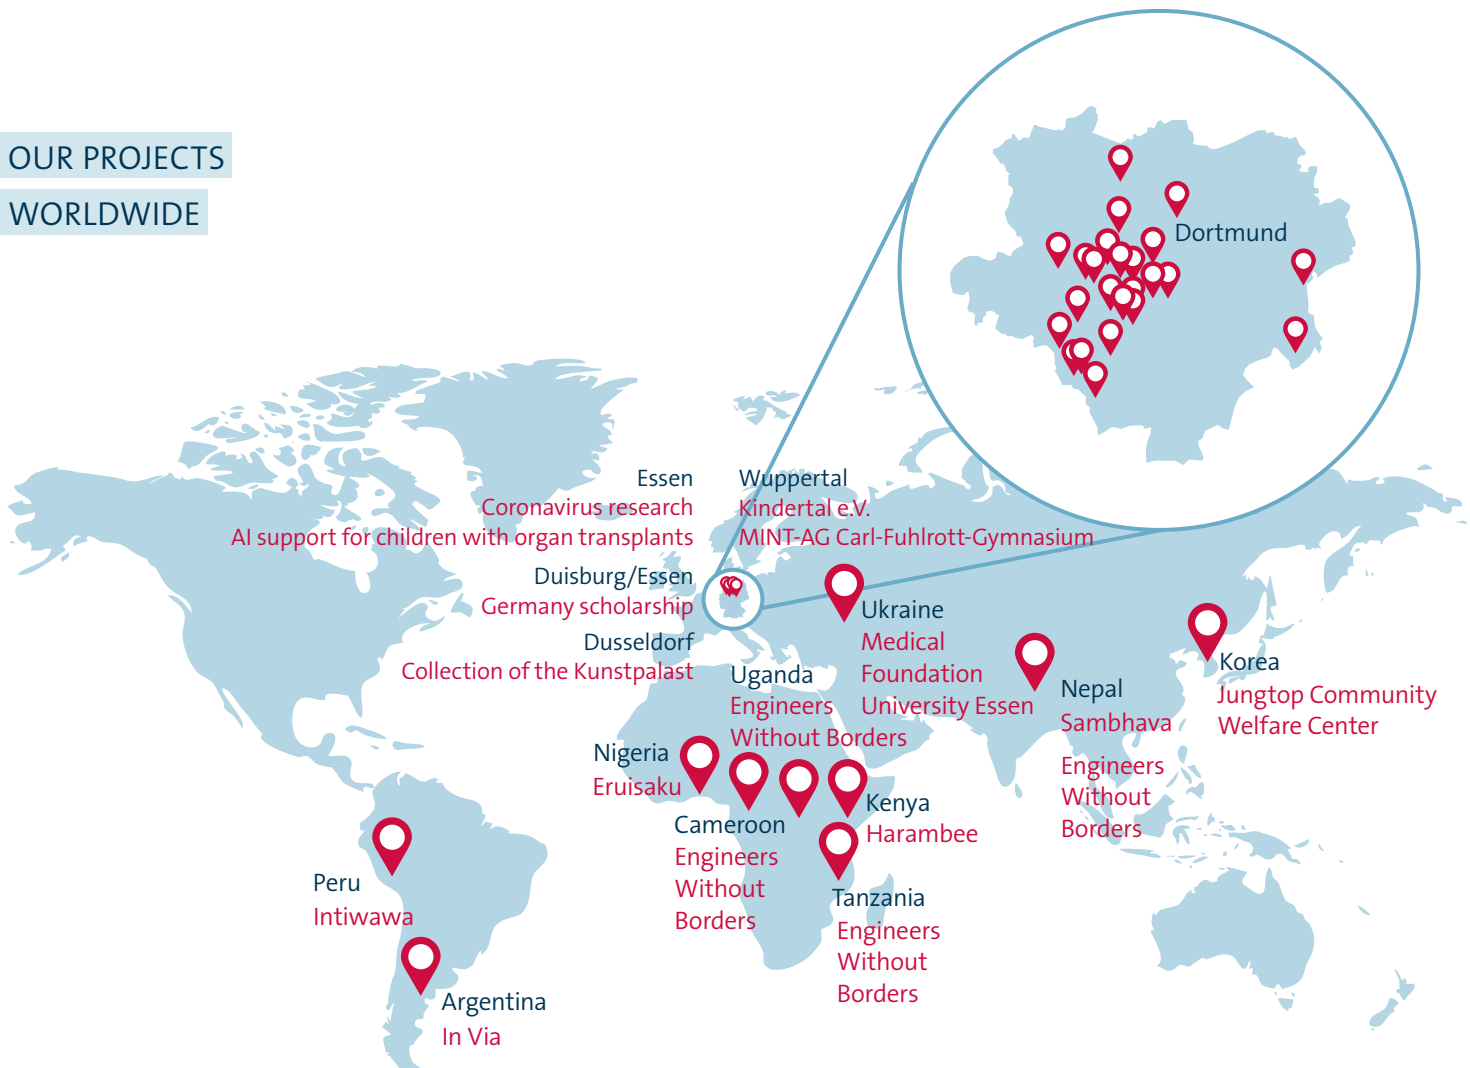 OUR PROJECTS
WORLDWIDE
Dortmund
Essen
Coronavirus research
AI support for children with organ transplants
Duisburg/Essen
Germany scholarship
Dusseldorf
Collection of the Kunstpalast
Wuppertal
Kindertal e.V.
MINT-AG Carl-Fuhlrott-Gymnasium
Ukraine
Medical
Foundation
University Essen
Uganda
Engineers
Without Borders
Nepal
Sambhava
Engineers
Without
Borders
Korea
Jungtop Community
Welfare Center
Nigeria
Eruisaku
Cameroon
Engineers
Without
Borders
Kenya
Harambee
Tanzania
Engineers
Without
Borders
Peru
Intiwawa
Argentina
In Via